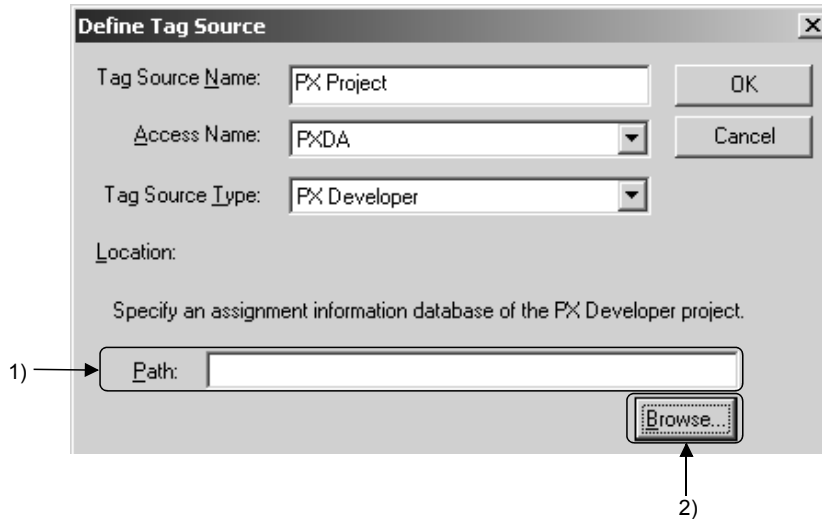 Define Tag Source
Tag Source Name: PX Project OK
Access Name: PXDA Cancel
Tag Source Type: PX Developer
Location:
Specify an assignment information database of the PX Developer project.
1) Path:
Browse...
2)